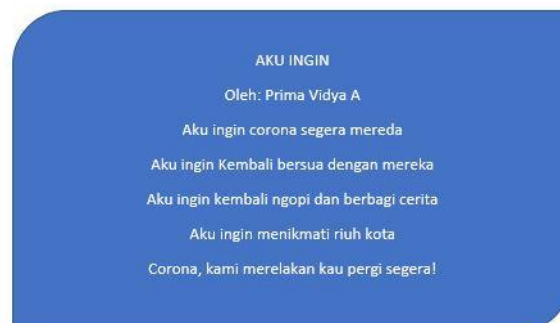 AKU INGIN
Oleh: Prima Vidya A
Aku ingin corona segera mereda
Aku ingin Kembali bersua dengan mereka
Aku ingin kembali ngopi dan berbagi cerita
Aku ingin menikmati riuh kota
Corona, kami merelakan kau pergi segera!